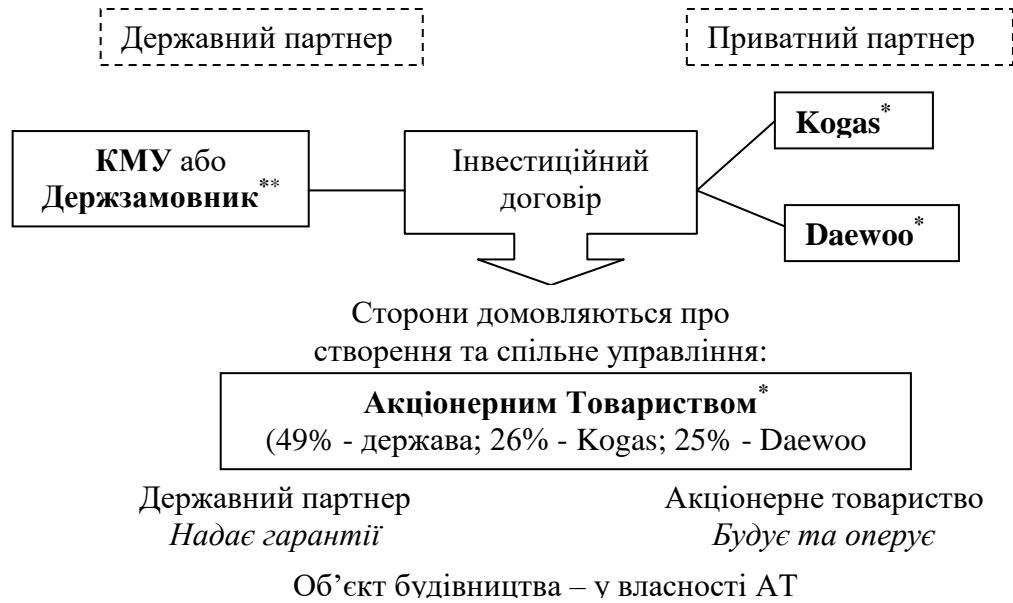 Державний партнер
Приватний партнер
КМУ або
Держзамовник**
Інвестиційний
договір
Kogas*
Daewoo*
Сторони домовляються про
створення та спільне управління:
Акціонерним Товариством*
(49% - держава; 26% - Kogas; 25% - Daewoo
Державний партнер
Надає гарантії
Акціонерне товариство
Будує та оперує
Об’єкт будівництва – у власності АТ